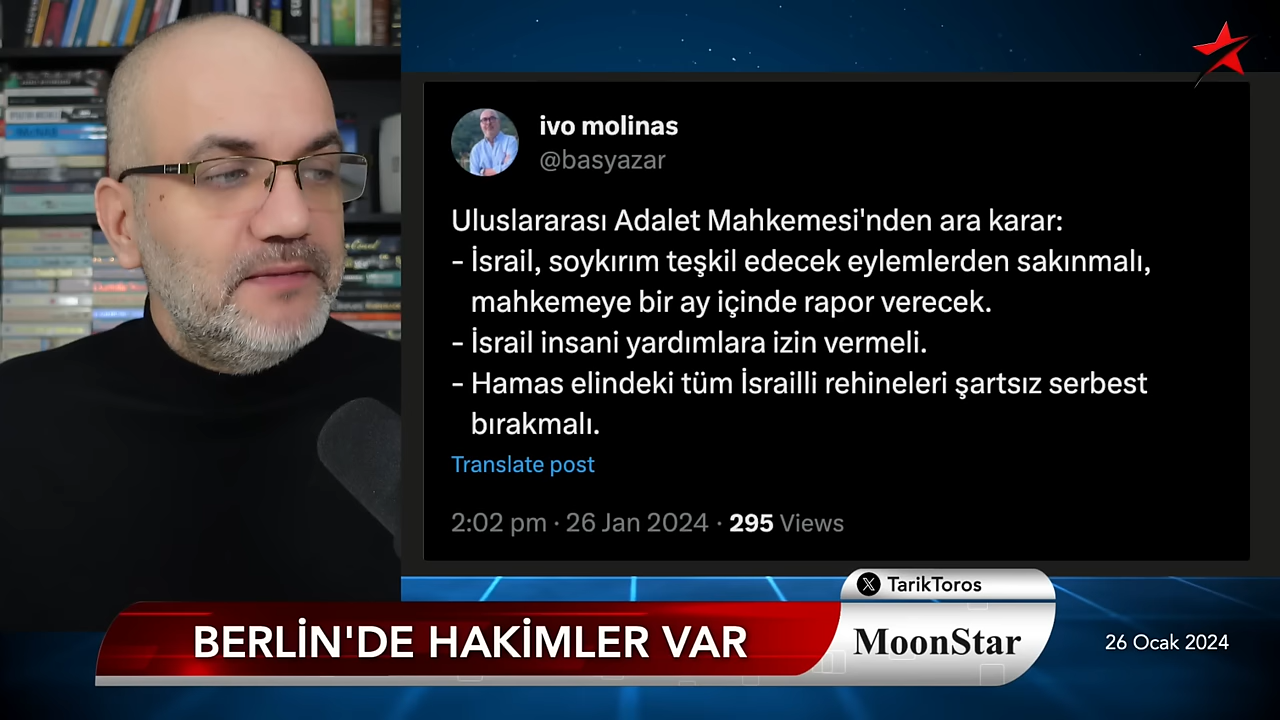 ivo molinas
@basyazar
Uluslararası Adalet Mahkemesi'nden ara karar:
- İsrail, soykırım teşkil edecek eylemlerden sakınmalı,
mahkemeye bir ay içinde rapor verecek.
- İsrail insani yardımlara izin vermeli.
- Hamas elindeki tüm İsrailli rehineleri şartsız serbest
bırakmalı.
Translate post
2:02 pm · 26 Jan 2024 · 295 Views
TarikToros
BERLİN'DE HAKİMLER VAR
MoonStar
26 Ocak 2024